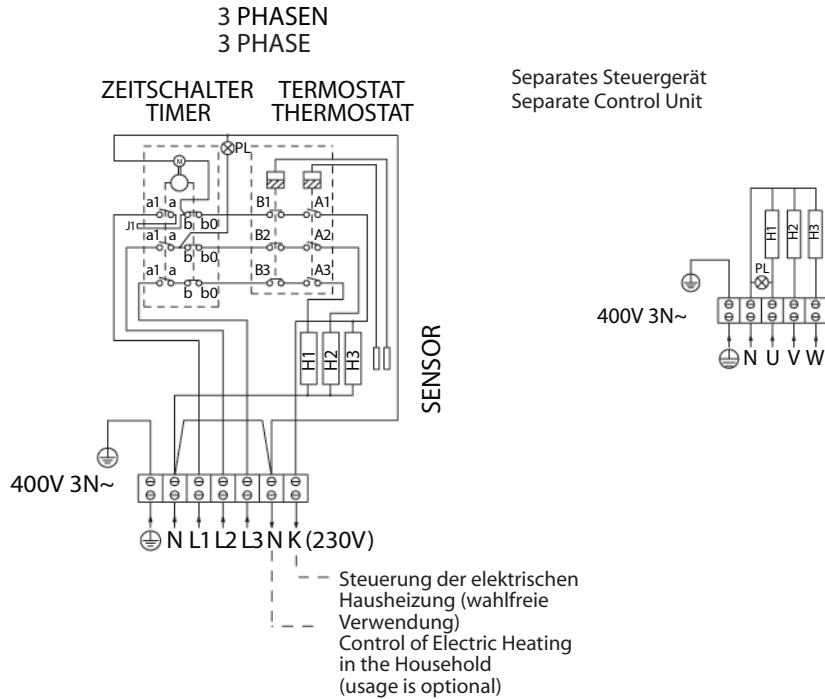 3 PHASEN
3 PHASE
ZEITSCHALTER TERMOSTAT
TIMER THERMOSTAT
Separates Steuergerät
Separate Control Unit
M
PL
a1 a
b b0
B1 A1
J1
a1 a
b b0
B2 A2
a1 a
b b0
B3 A3
H1 H2 H3
SENSOR
400V 3N~
N L1 L2 L3 N K (230V)
Steuerung der elektrischen
Hausheizung (wahlfreie
Verwendung)
Control of Electric Heating
in the Household
(usage is optional)
H1 H2 H3
PL
400V 3N~
N U V W